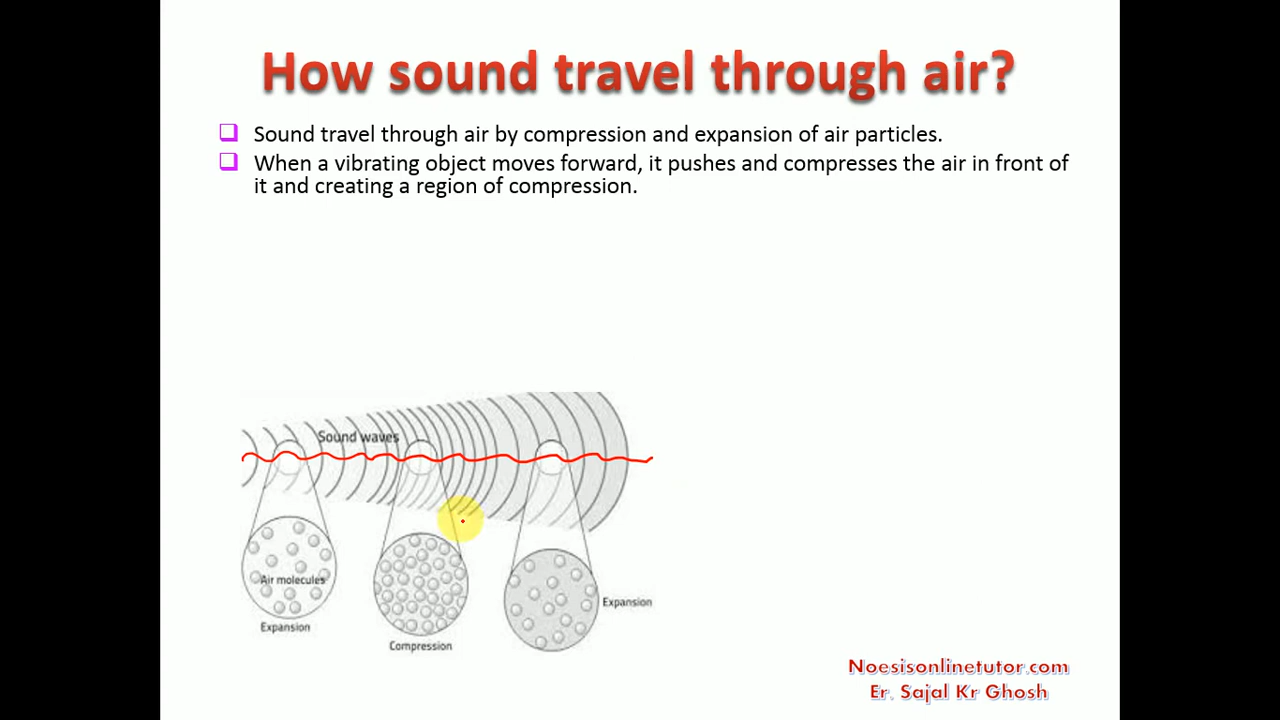 How sound travel through air?
Sound travel through air by compression and expansion of air particles.
When a vibrating object moves forward, it pushes and compresses the air in front of
it and creating a region of compression.
Sound waves
Air molecules
Expansion
Compression
Expansion
Noesisonlinetutor.com
Er. Sajal Kr Ghosh